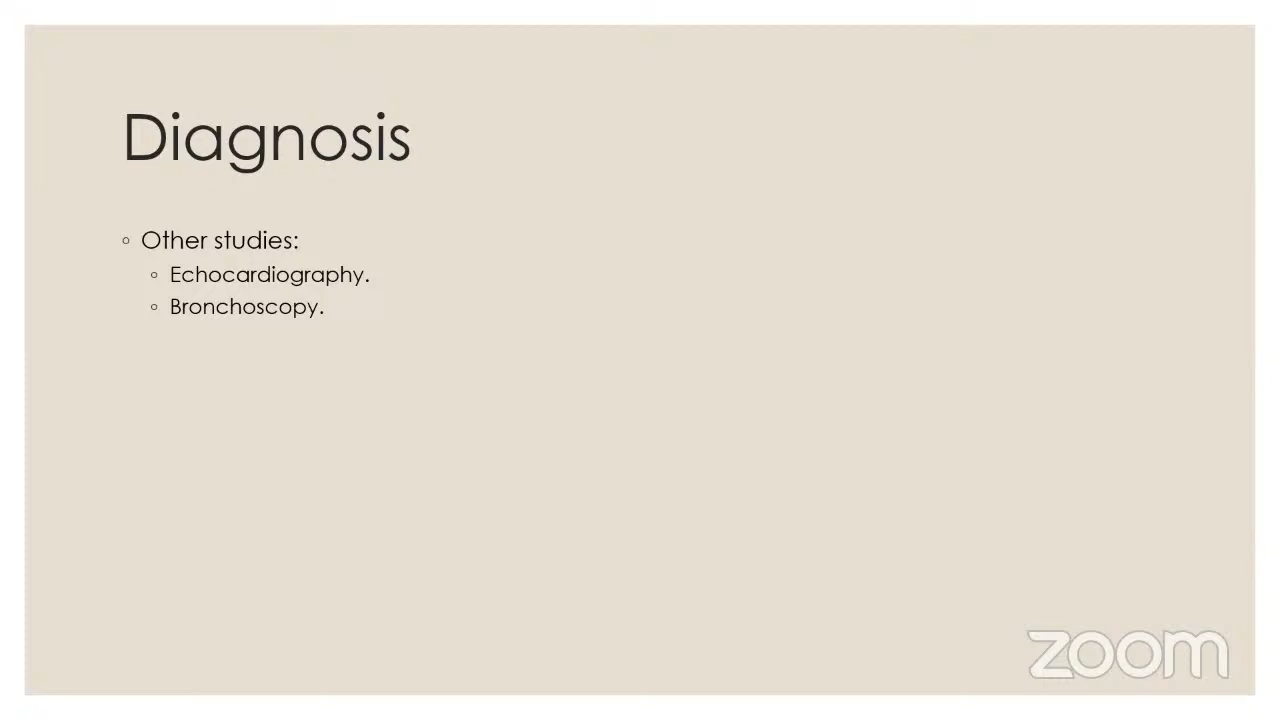 Diagnosis
◦ Other studies:
◦ Echocardiography.
◦ Bronchoscopy.
zoom